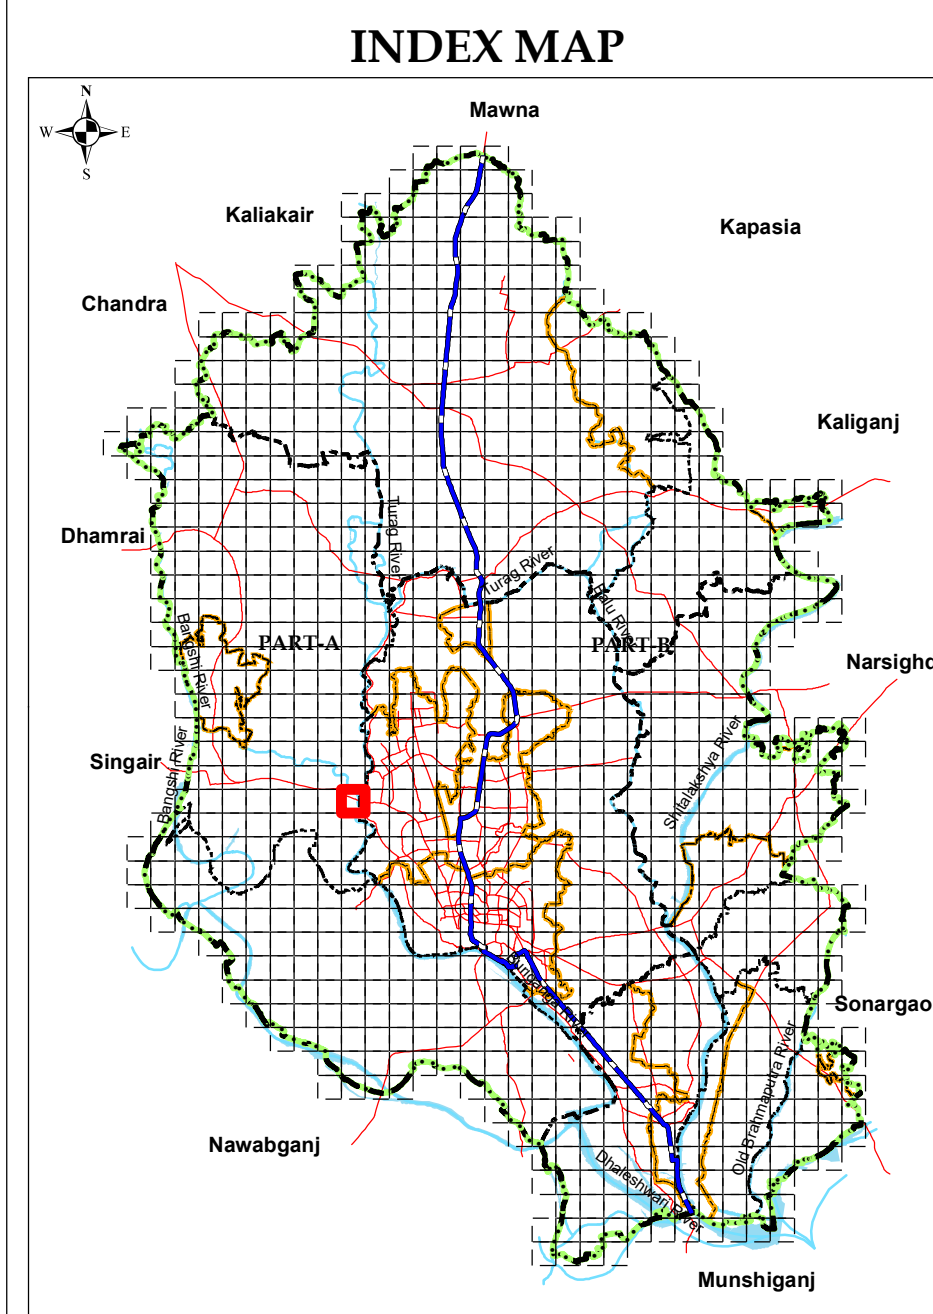 INDEX MAP
N
W E
S
Mawna
Kaliakair
Kapasia
Chandra
Kaliganj
Dhamrai
Turag River
Turag River
Balu River
Bangshi River
PART-A
PART-B
Narsighd
Singair
Bangshi River
Shitalakshya River
Buriganga River
Sonargao
Old Brahmaputra River
Nawabganj
Dhaleshwari River
Munshiganj